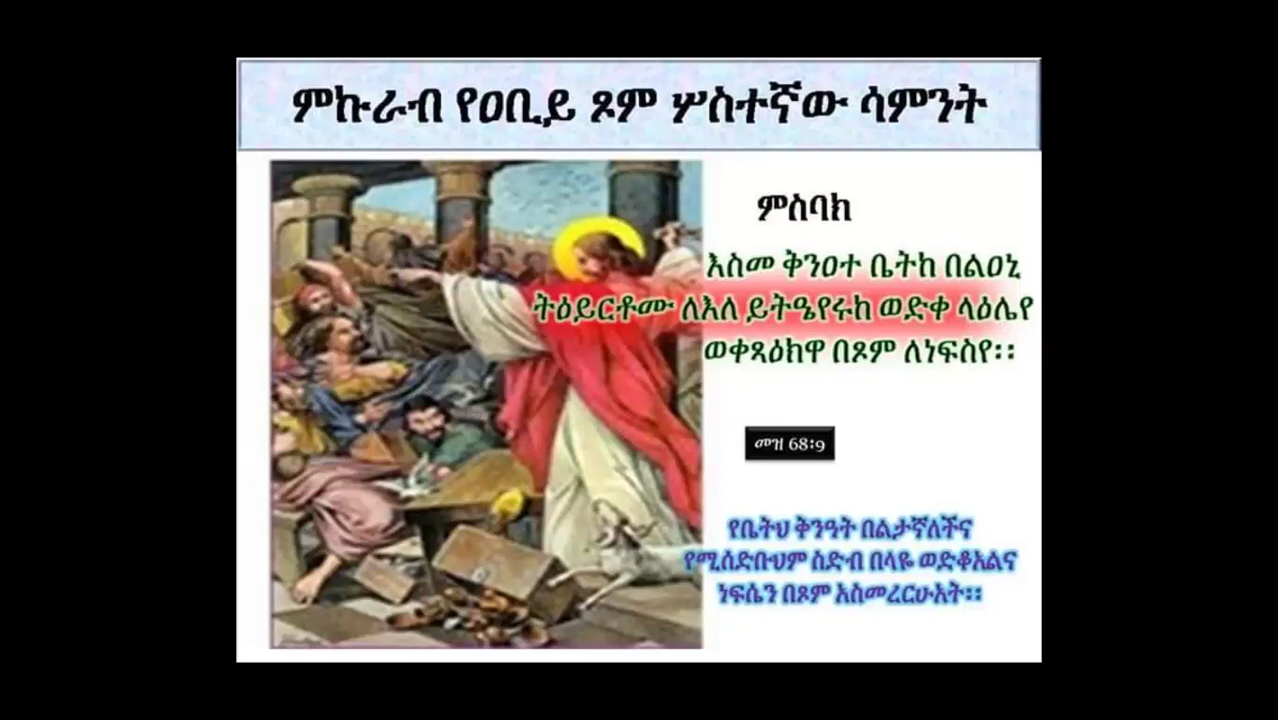 ምኩራብ የዐቢይ ጾም ሦስተኛው ሳምንት
ምስባክ
እስመ ቅንዐተ ቤትከ በልዐኒ
ትዕይርቶሙ ለእለ ይትዔየሩከ ወድቀ ላዕሌየ
ወቀጻዕክዋ በጾም ለነፍስየ፡፡
መዝ 68፡9
የቤትህ ቅንዓት በልታኛለችና
የሚሰድቡህም ስድብ በላዬ ወድቆአልና
ነፍሴን በጾም አስመረርሁአት፡፡